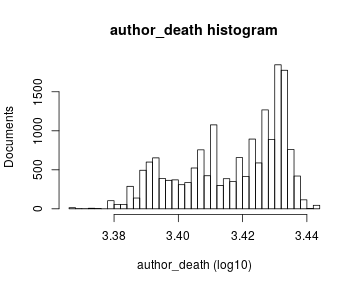 author_death histogram
Documents
1500
1000
500
0
3.38 3.40 3.42 3.44
author_death (log10)